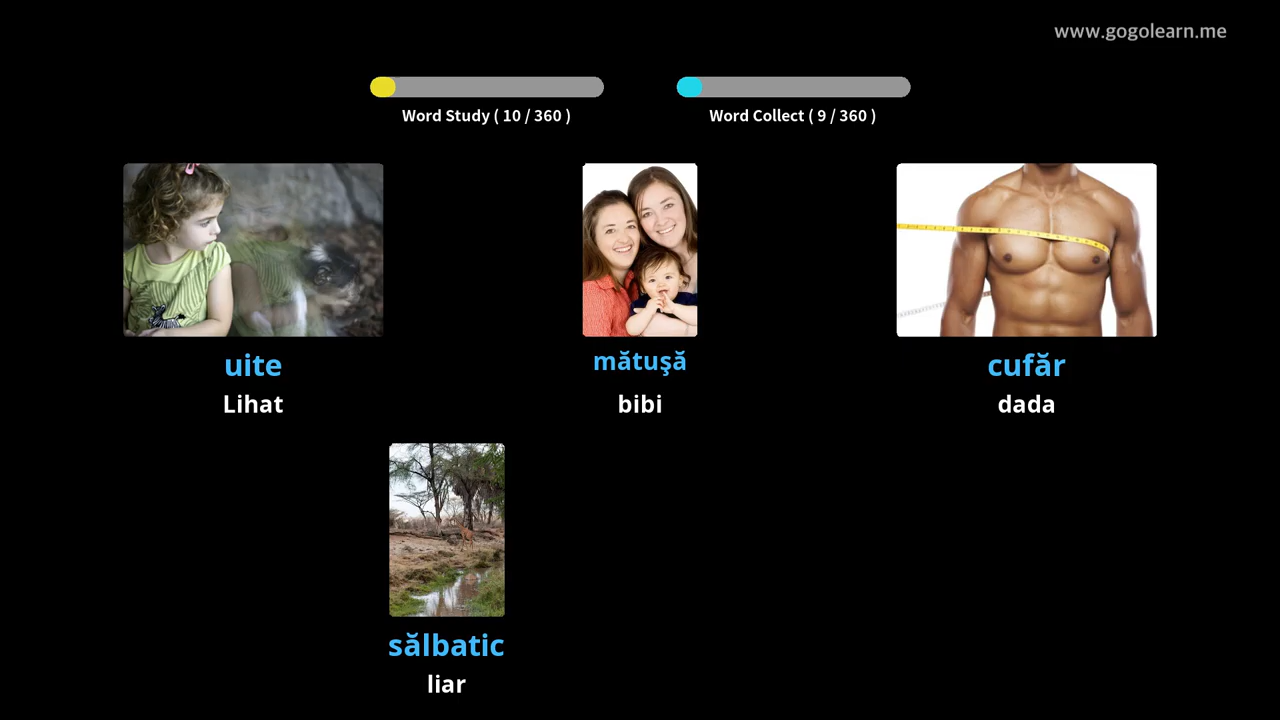 www.gogolearn.me
Word Study ( 10 / 360 )
Word Collect ( 9 / 360 )
uite
Lihat
mătuşă
bibi
cufăr
dada
sălbatic
liar